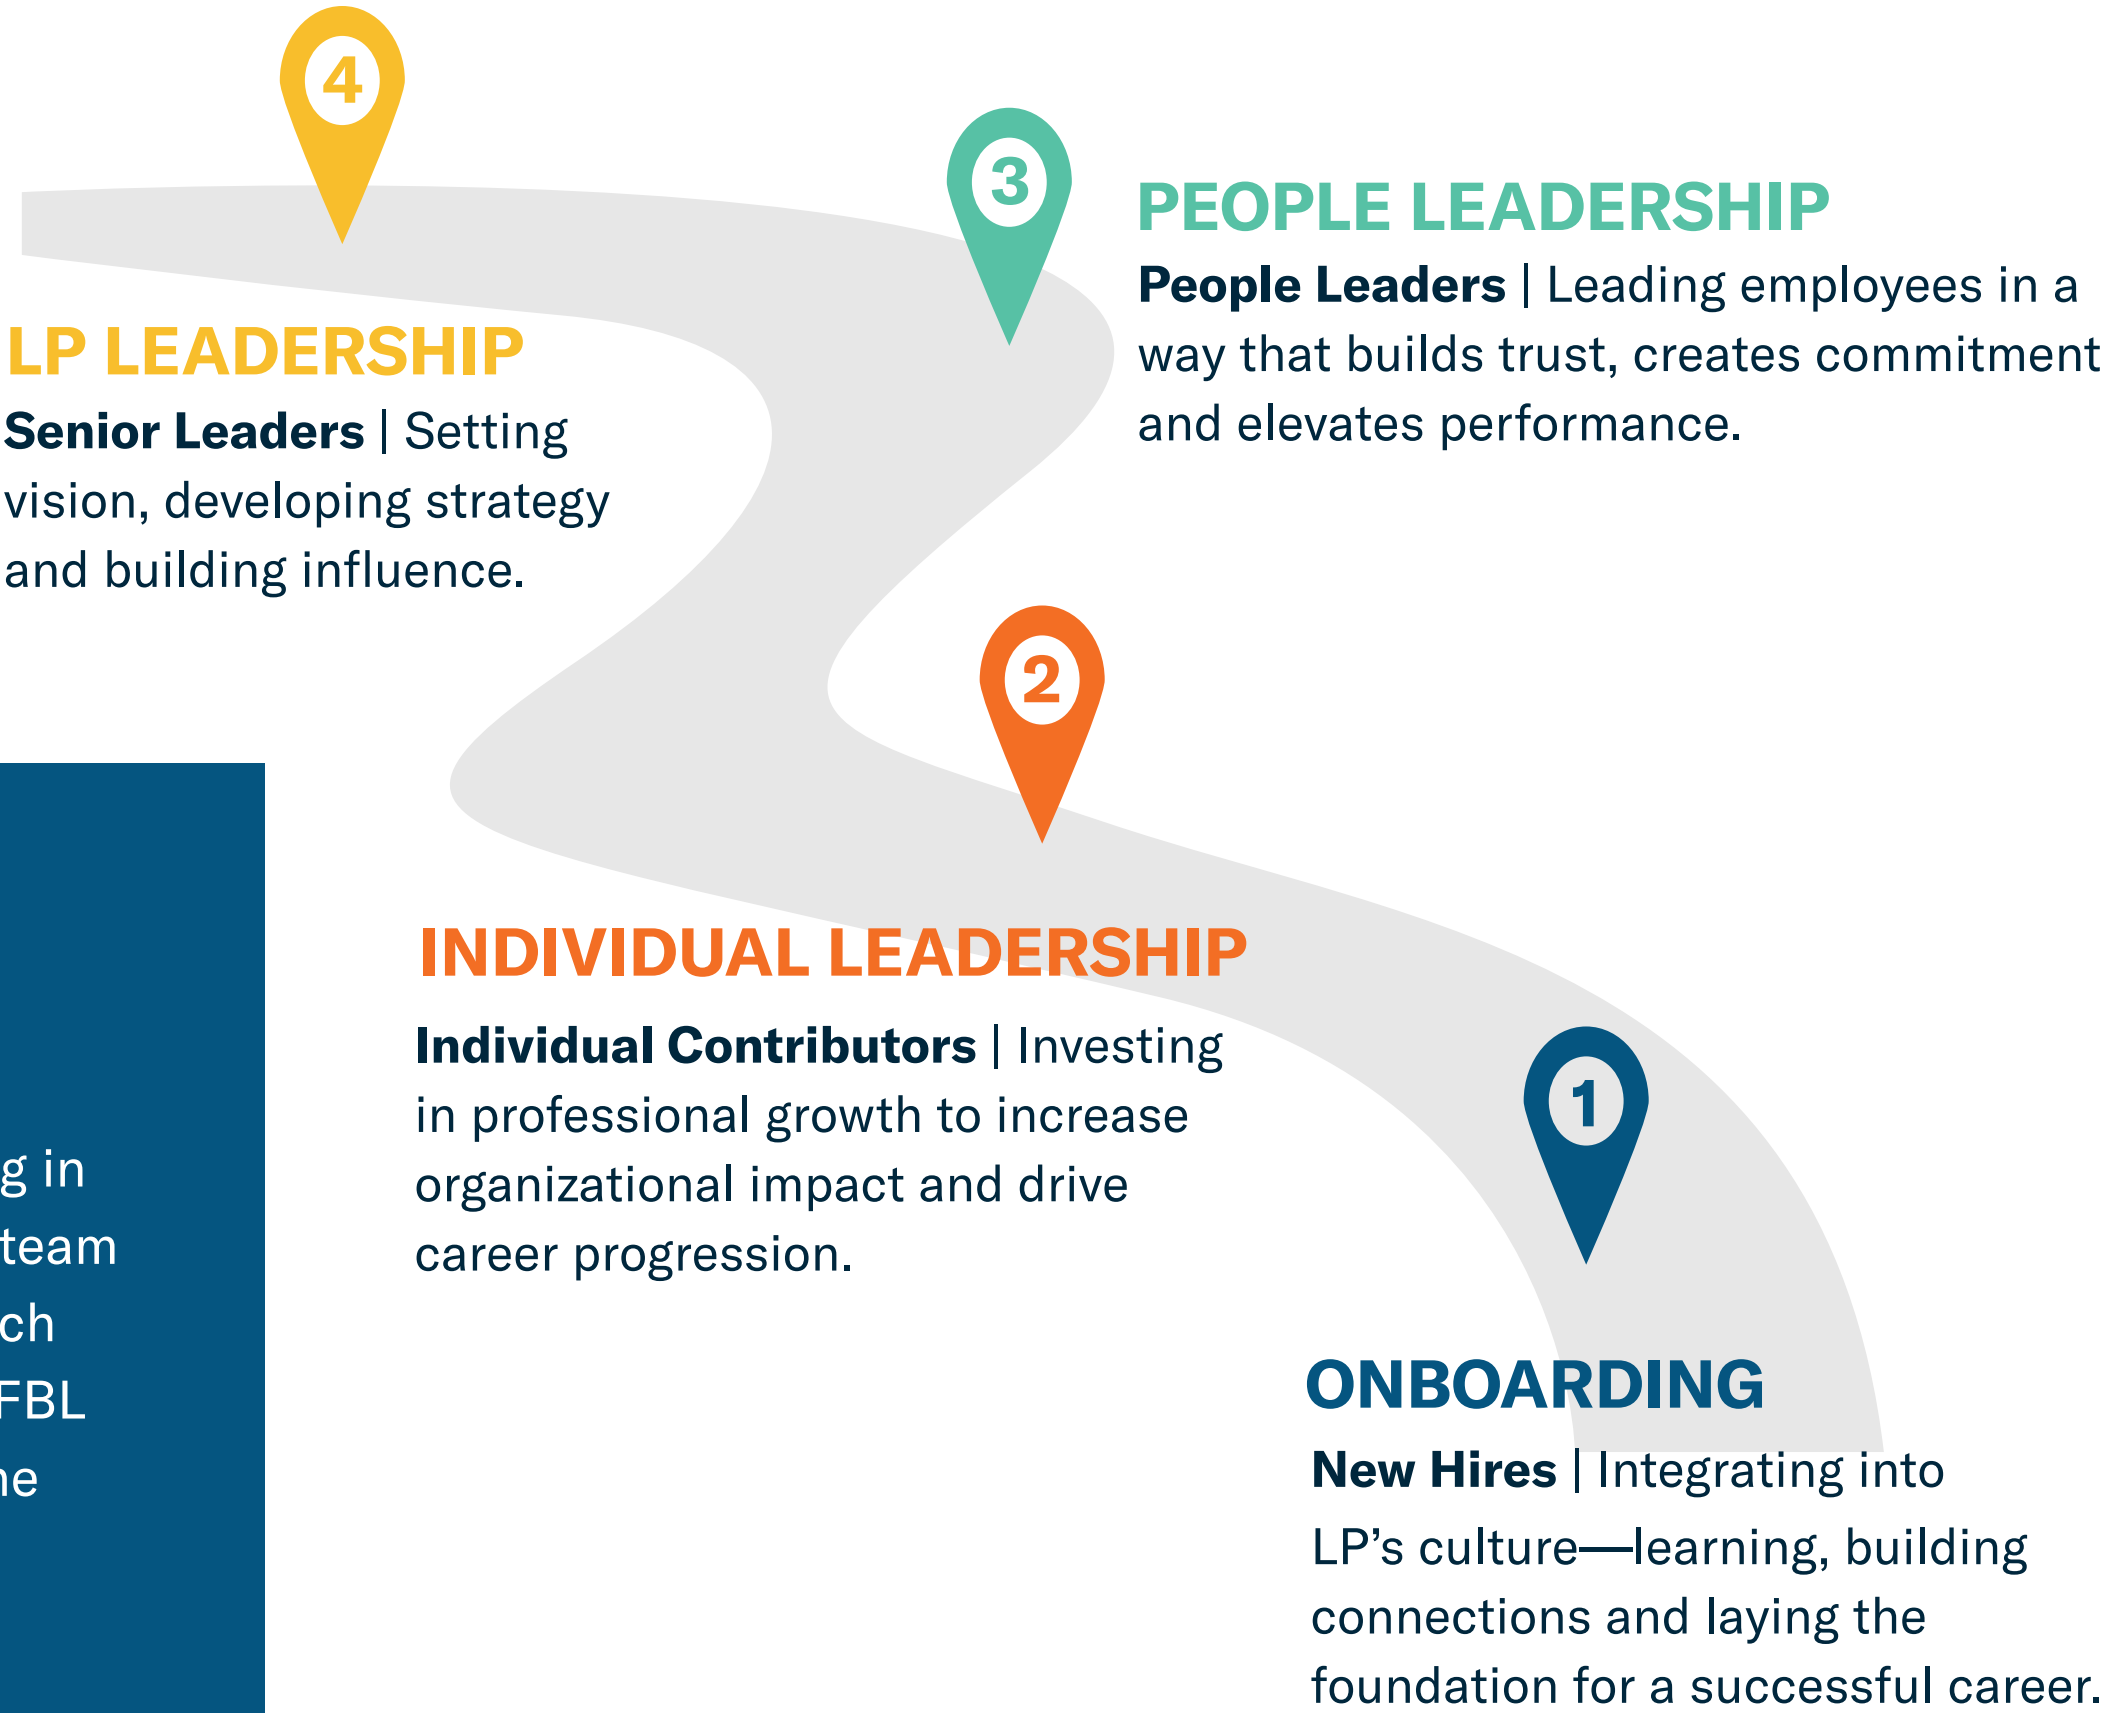 4
3
PEOPLE LEADERSHIP
People Leaders | Leading employees in a
way that builds trust, creates commitment
and elevates performance.
LP LEADERSHIP
Senior Leaders | Setting
vision, developing strategy
and building influence.
2
INDIVIDUAL LEADERSHIP
Individual Contributors | Investing
in professional growth to increase
organizational impact and drive
career progression.
1
ONBOARDING
New Hires | Integrating into
LP’s culture—learning, building
connections and laying the
foundation for a successful career.
g in
team
ch
FBL
he